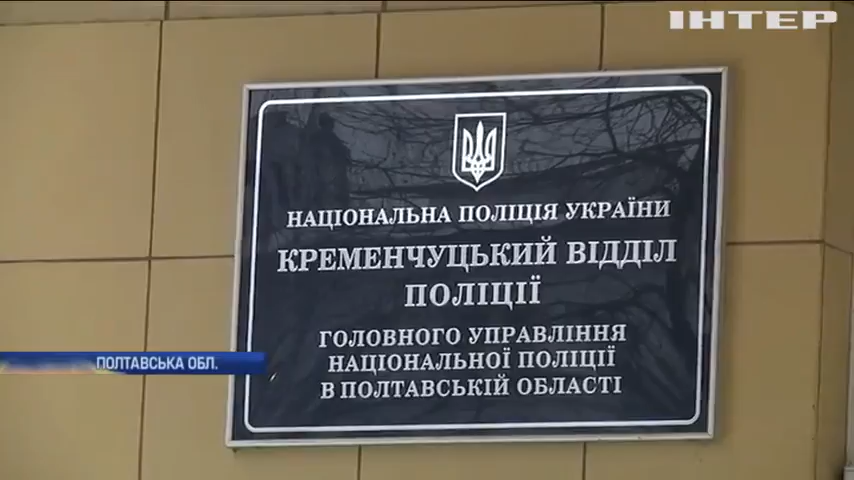 ІНТЕР
НАЦІОНАЛЬНА ПОЛІЦІЯ УКРАЇНИ
КРЕМЕНЧУЦЬКИЙ ВІДДІЛ
ПОЛІЦІЇ
ГОЛОВНОГО УПРАВЛІННЯ
НАЦІОНАЛЬНОЇ ПОЛІЦІЇ
В ПОЛТАВСЬКІЙ ОБЛАСТІ
ПОЛТАВСЬКА ОБЛ.